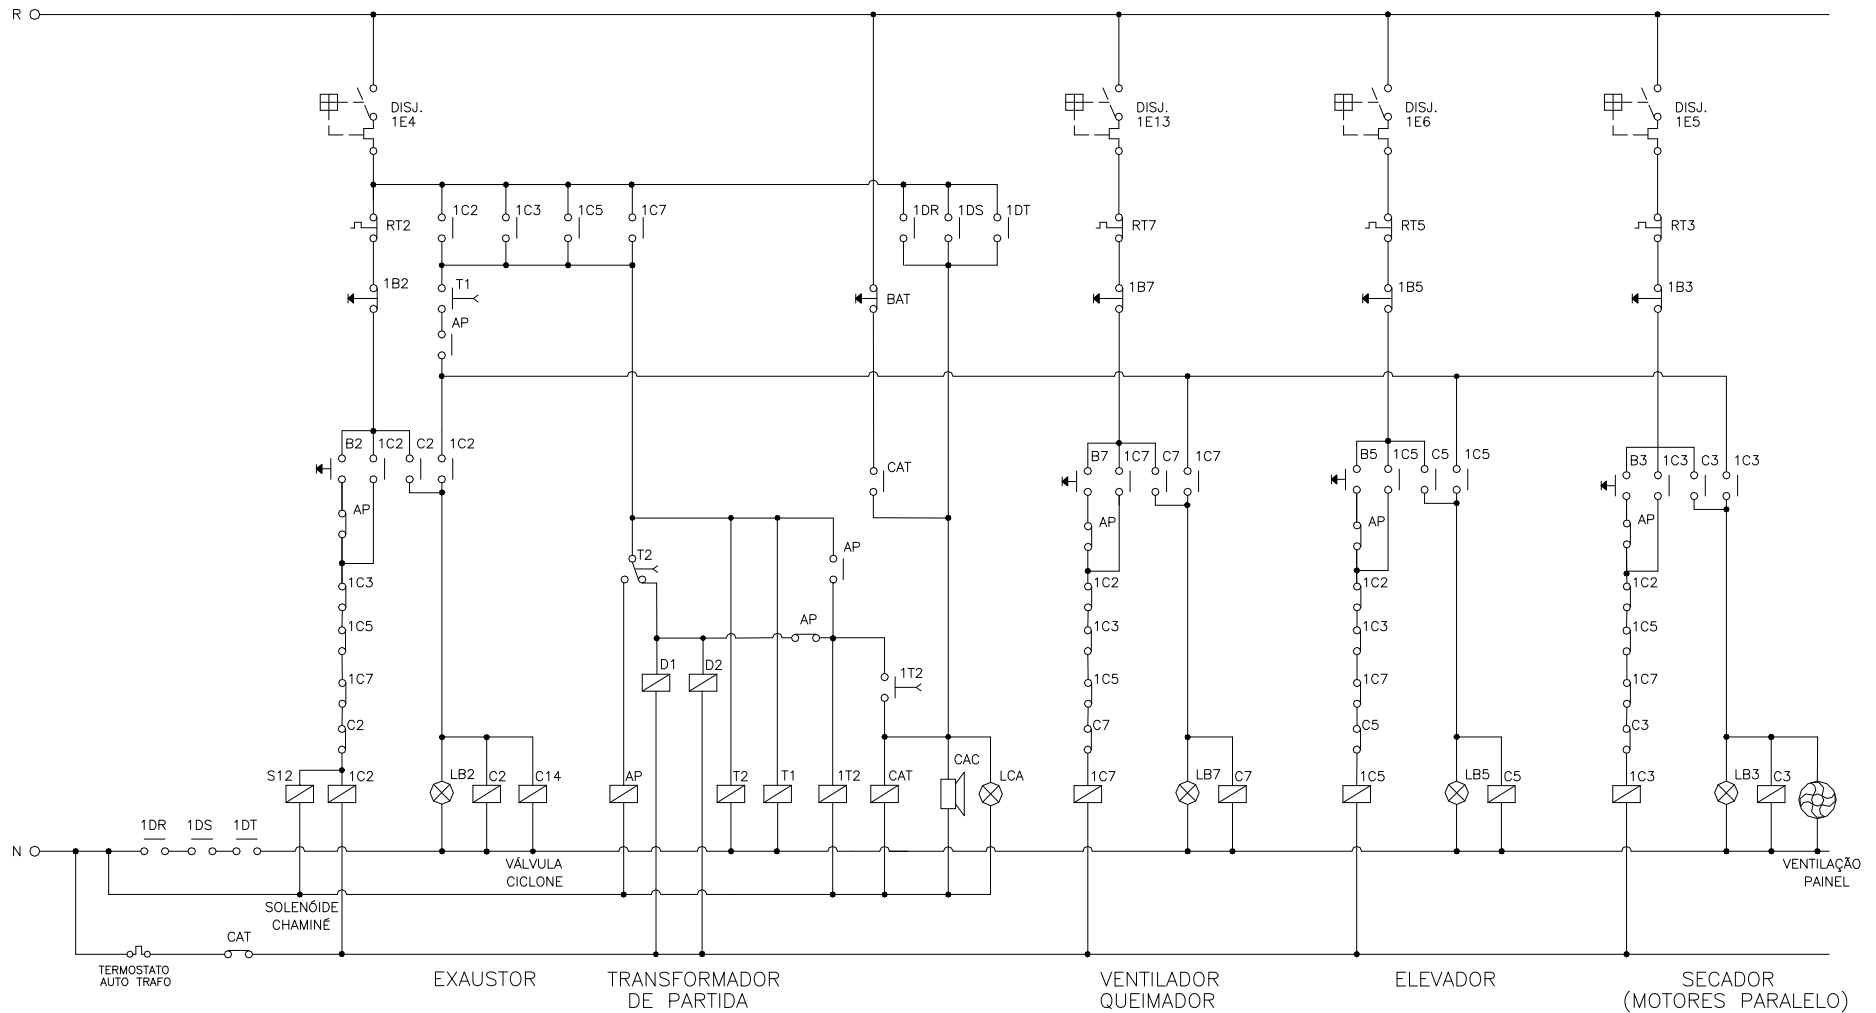 R
DISJ.
1E4
DISJ.
1E13
DISJ.
1E6
DISJ.
1E5
RT2
1C2
1C3
1C5
1C7
1DR
1DS
1DT
RT7
RT5
RT3
1B2
T1
BAT
1B7
1B5
1B3
AP
B2
1C2
C2
1C2
CAT
B7
1C7
C7
1C7
B5
1C5
C5
1C5
B3
1C3
C3
1C3
AP
AP
AP
AP
T2
AP
1C3
1C2
1C2
1C2
1C5
AP
1C3
1C3
1C5
D1
D2
1T2
1C7
1C5
1C7
1C7
C2
C7
C5
C3
S12
1C2
LB2
C2
C14
AP
T2
T1
1T2
CAT
CAC
LCA
1C7
LB7
C7
1C5
LB5
C5
1C3
LB3
C3
1DR
1DS
1DT
N
VÁLVULA
CICLONE
VENTILAÇÃO
PAINEL
SOLENÓIDE
CHAMINÉ
CAT
TERMOSTATO
AUTO TRAFO
EXAUSTOR
TRANSFORMADOR
DE PARTIDA
VENTILADOR
QUEIMADOR
ELEVADOR
SECADOR
(MOTORES PARALELO)